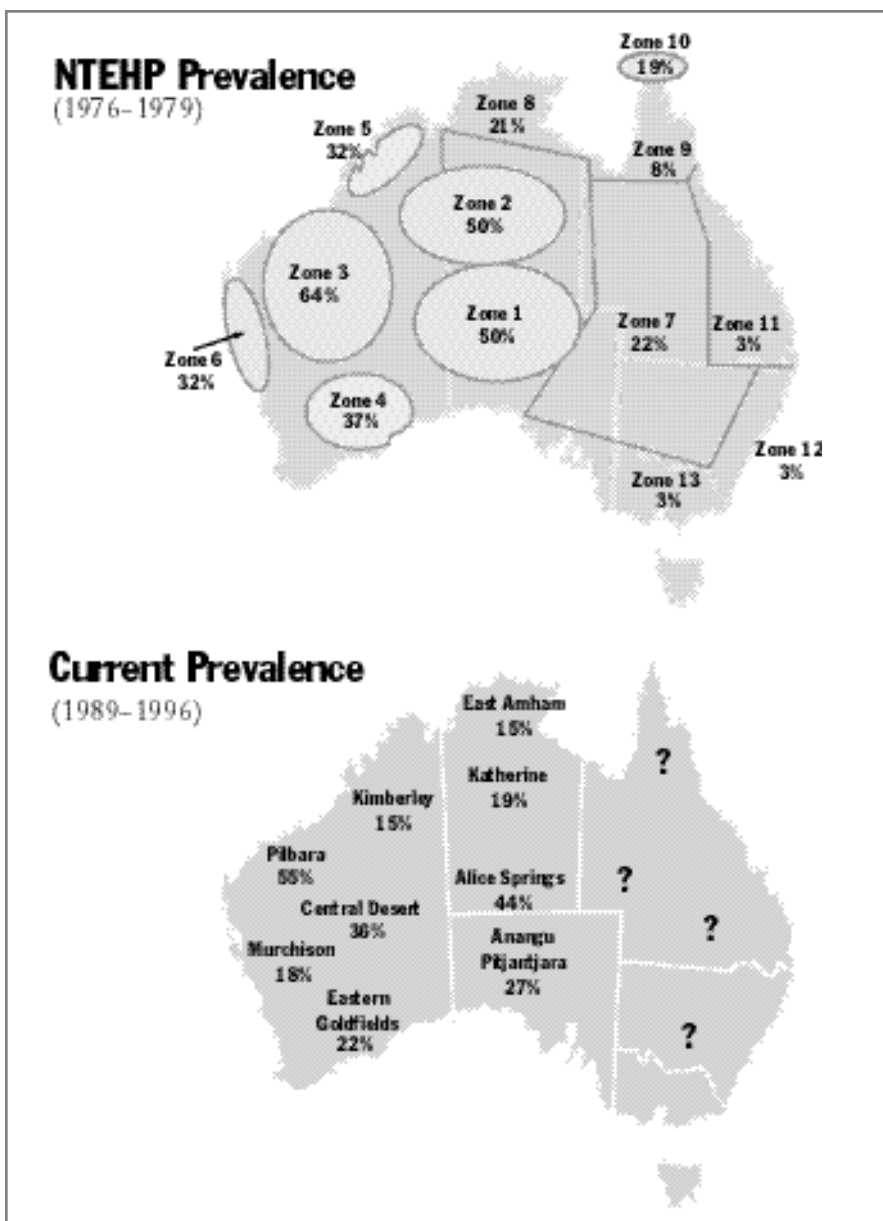 NTEHP Prevalence
(1976–1979)
Zone 10
19%
Zone 8
21%
Zone 5
32%
Zone 9
8%
Zone 2
50%
Zone 3
64%
Zone 1
50%
Zone 7
22%
Zone 11
3%
Zone 6
32%
Zone 4
37%
Zone 12
3%
Zone 13
3%
Current Prevalence
(1989–1996)
East Arnham
15%
Katherine
19%
?
Kimberley
15%
Pilbara
55%
Alice Springs
44%
?
Central Desert
36%
?
Murchison
18%
Anangu
Pitjantjara
27%
Eastern
Goldfields
22%
?